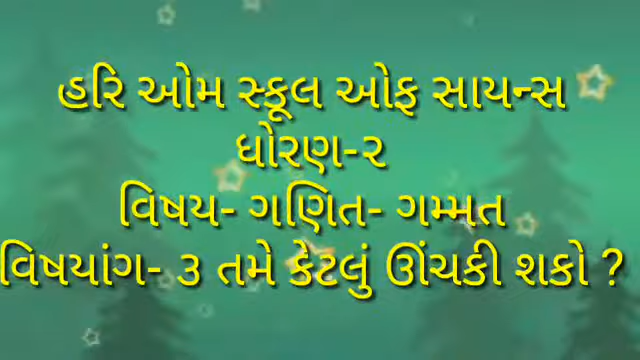 હરિ ઓમ સ્કૂલ ઓફ સાયન્સ
ધોરણ-૨
વિષય- ગણિત- ગમ્મત
વિષયાંગ- ૩ તમે કેટલું ઊંચકી શકો ?